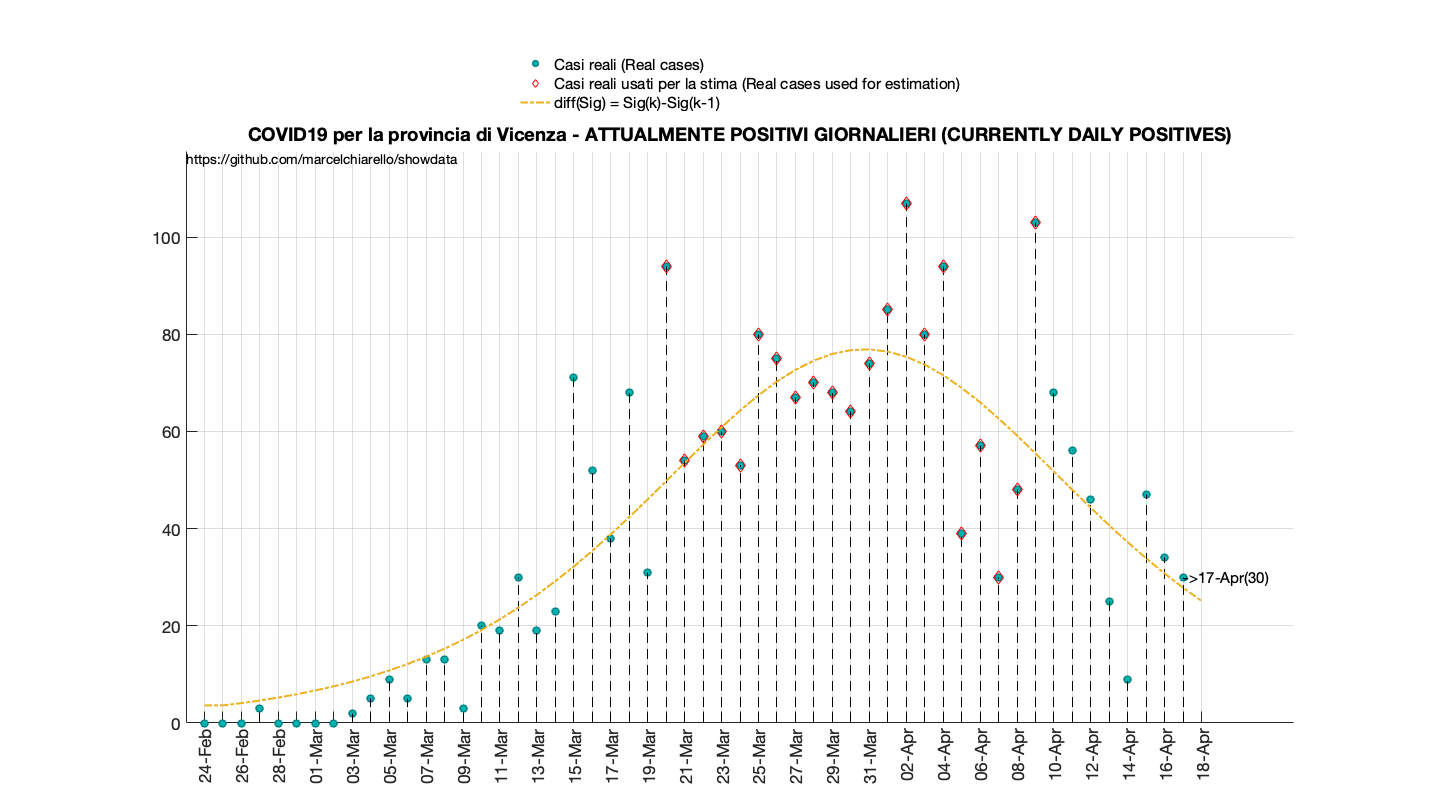 Casi reali (Real cases)
Casi reali usati per la stima (Real cases used for estimation)
diff(Sig) = Sig(k)-Sig(k-1)
COVID19 per la provincia di Vicenza - ATTUALMENTE POSITIVI GIORNALIERI (CURRENTLY DAILY POSITIVES)
https://github.com/marcelchiarello/showdata
100
80
60
40
20
0
->17-Apr(30)
24-Feb
26-Feb
28-Feb
01-Mar
03-Mar
05-Mar
07-Mar
09-Mar
11-Mar
13-Mar
15-Mar
17-Mar
19-Mar
21-Mar
23-Mar
25-Mar
27-Mar
29-Mar
31-Mar
02-Apr
04-Apr
06-Apr
08-Apr
10-Apr
12-Apr
14-Apr
16-Apr
18-Apr